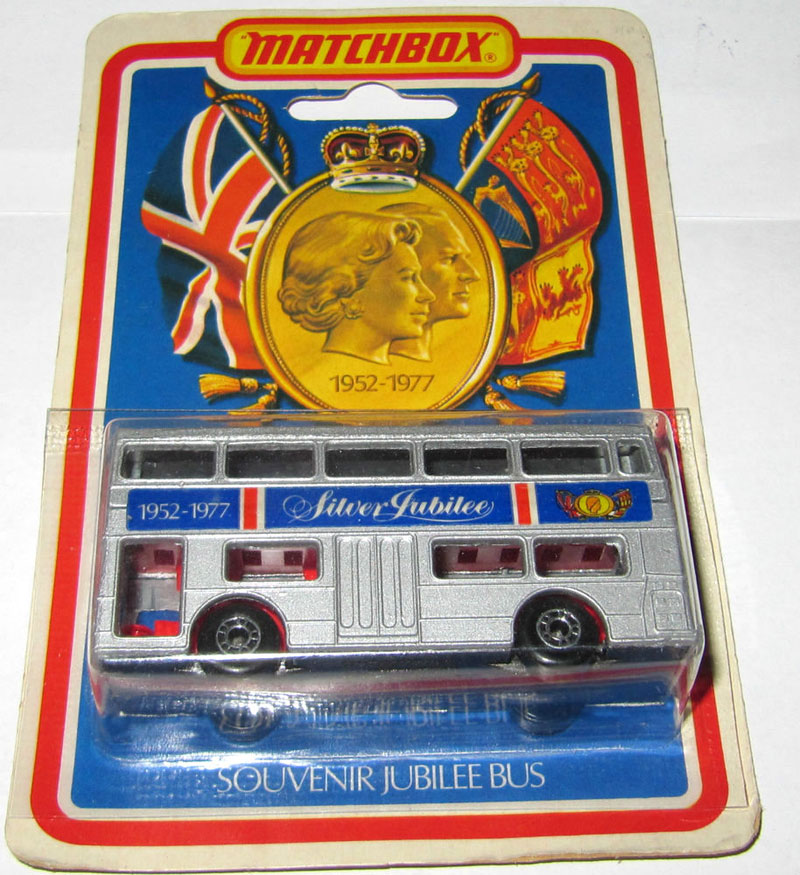 "MATCHBOX"®
1952-1977
1952-1977 Silver Jubilee
SOUVENIR JUBILEE BUS